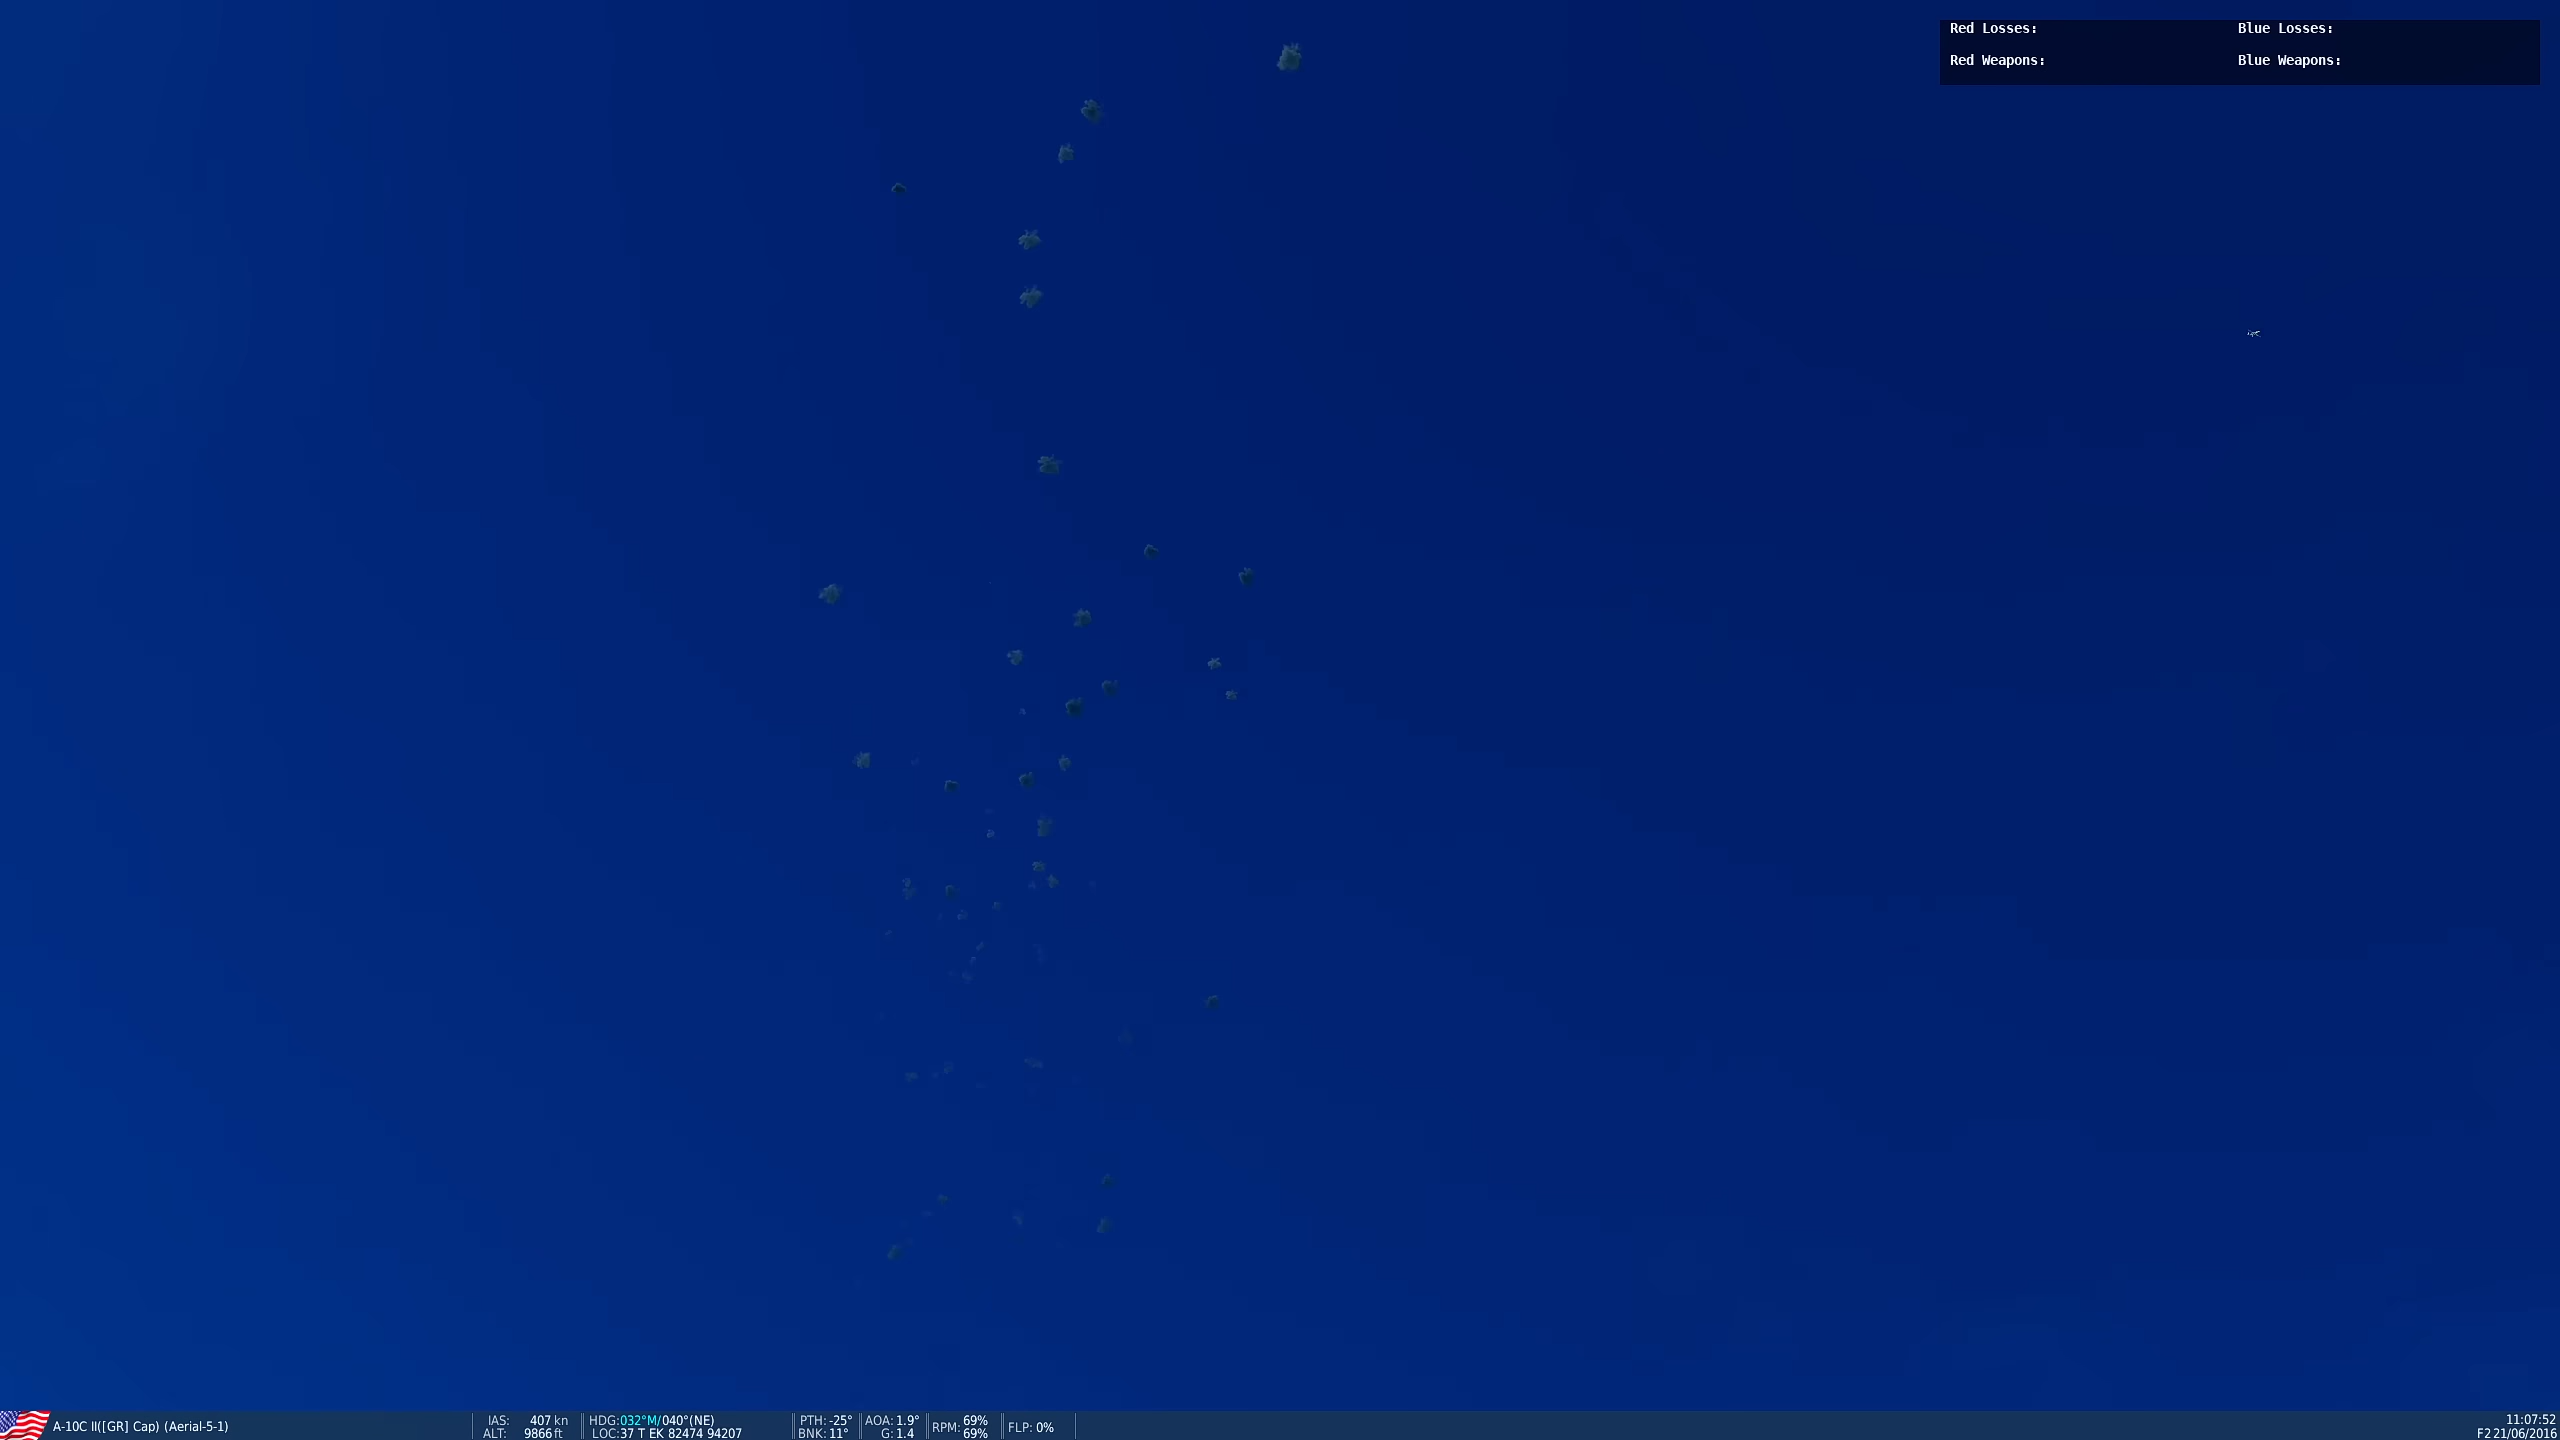 Red Losses: Blue Losses:
Red Weapons: Blue Weapons:
A-10C II([GR] Cap) (Aerial-5-1)
IAS: 407 kn HDG:032°M/040°(NE) PTH: -25° AOA: 1.9° RPM: 69% FLP: 0% 11:07:52
ALT: 9866 ft LOC:37 T EK 82474 94207 BNK: 11° G: 1.4 69% F2 21/06/2016